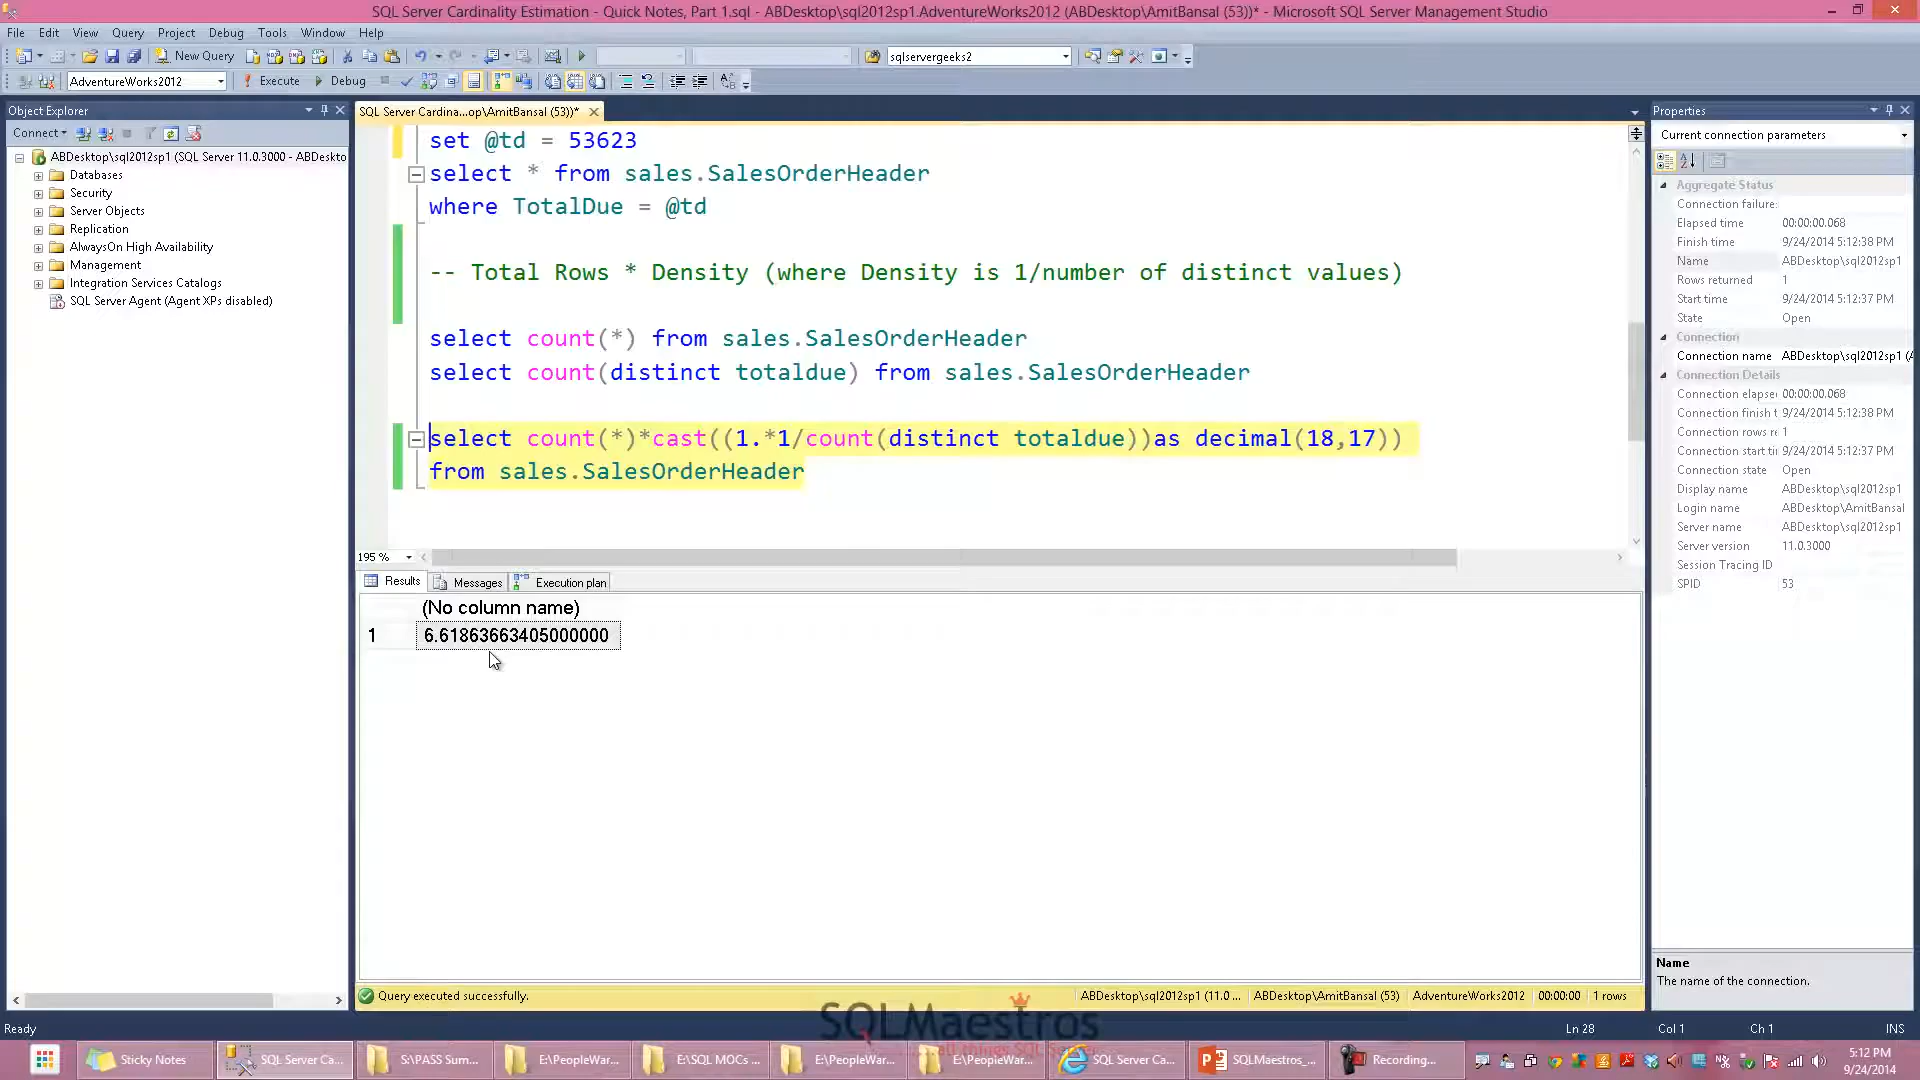 SQL Server Cardinality Estimation - Quick Notes, Part 1.sql - ABDesktop\sql2012sp1.AdventureWorks2012 (ABDesktop\AmitBansal (53))* - Microsoft SQL Server Management Studio
File Edit View Query Project Debug Tools Window Help
New Query sqlservergeeks2
AdventureWorks2012 Execute Debug
Object Explorer
Connect
ABDesktop\sql2012sp1 (SQL Server 11.0.3000 - ABDeskto
Databases
Security
Server Objects
Replication
AlwaysOn High Availability
Management
Integration Services Catalogs
SQL Server Agent (Agent XPs disabled)
SQL Server Cardina...op\AmitBansal (53))*
set @td = 53623
select * from sales.SalesOrderHeader
where TotalDue = @td
-- Total Rows * Density (where Density is 1/number of distinct values)
select count(*) from sales.SalesOrderHeader
select count(distinct totaldue) from sales.SalesOrderHeader
select count(*)*cast((1.*1/count(distinct totaldue))as decimal(18,17))
from sales.SalesOrderHeader
195 %
Results Messages Execution plan
(No column name)
1 6.61863663405000000
Query executed successfully.
ABDesktop\sql2012sp1 (11.0 ... ABDesktop\AmitBansal (53) AdventureWorks2012 00:00:00 1 rows
Properties
Current connection parameters
Aggregate Status
Connection failure:
Elapsed time 00:00:00.068
Finish time 9/24/2014 5:12:38 PM
Name ABDesktop\sql2012sp1
Rows returned 1
Start time 9/24/2014 5:12:37 PM
State Open
Connection
Connection name ABDesktop\sql2012sp1 (A
Connection Details
Connection elapse: 00:00:00.068
Connection finish t 9/24/2014 5:12:38 PM
Connection rows re 1
Connection start tir 9/24/2014 5:12:37 PM
Connection state Open
Display name ABDesktop\sql2012sp1
Login name ABDesktop\AmitBansal
Server name ABDesktop\sql2012sp1
Server version 11.0.3000
Session Tracing ID
SPID 53
Name
The name of the connection.
SQLMaestros
Ready Ln 28 Col 1 Ch 1 INS
Sticky Notes SQL Server Ca... S:\PASS Sum... E:\PeopleWar... E:\SQL MOCs ... E:\PeopleWar... E:\PeopleWar... SQL Server Ca... SQLMaestros_... Recording...
5:12 PM
9/24/2014